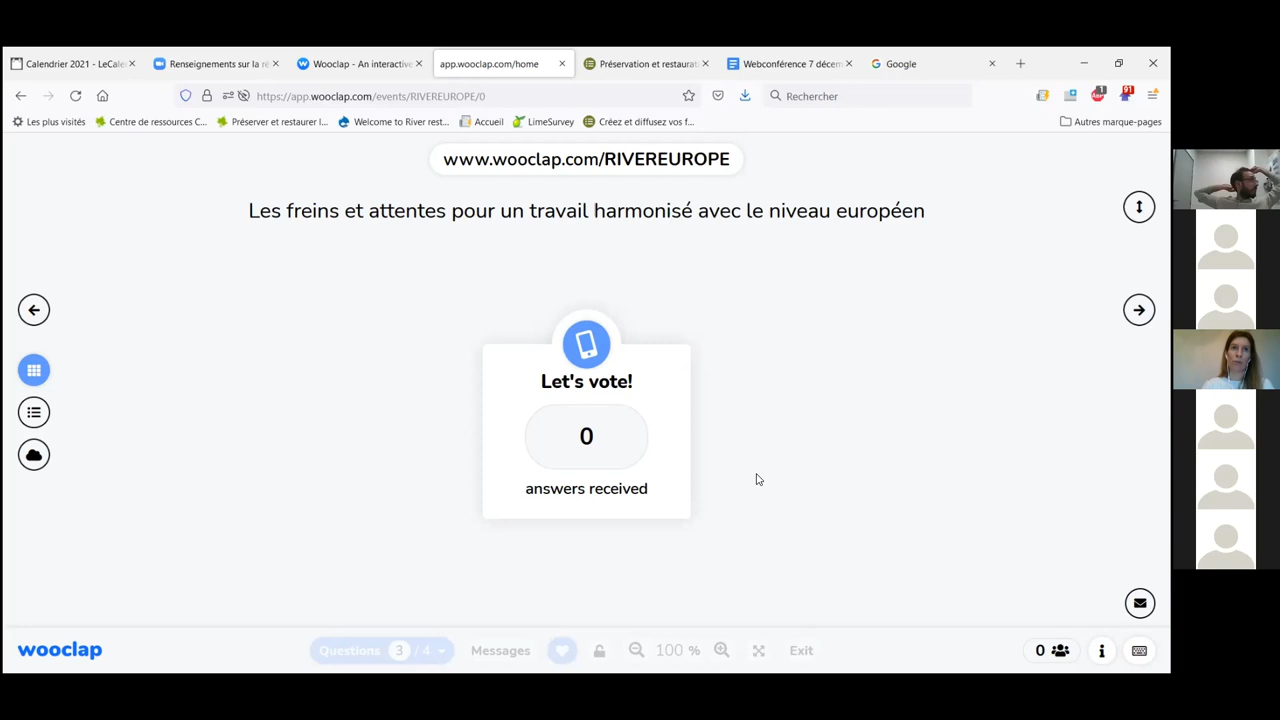 Calendrier 2021 - LeCale
Renseignements sur la ré
Wooclap - An interactive
app.wooclap.com/home
Préservation et restaurat
Webconférence 7 décem
Google
https://app.wooclap.com/events/RIVEREUROPE/0
Rechercher
1
91
Les plus visités
Centre de ressources C...
Préserver et restaurer l...
Welcome to River rest...
Accueil
LimeSurvey
Créez et diffusez vos f...
Autres marque-pages
www.wooclap.com/RIVEREUROPE
Les freins et attentes pour un travail harmonisé avec le niveau européen
Let's vote!
0
answers received
wooclap
Questions 3 / 4
Messages
100 %
Exit
0